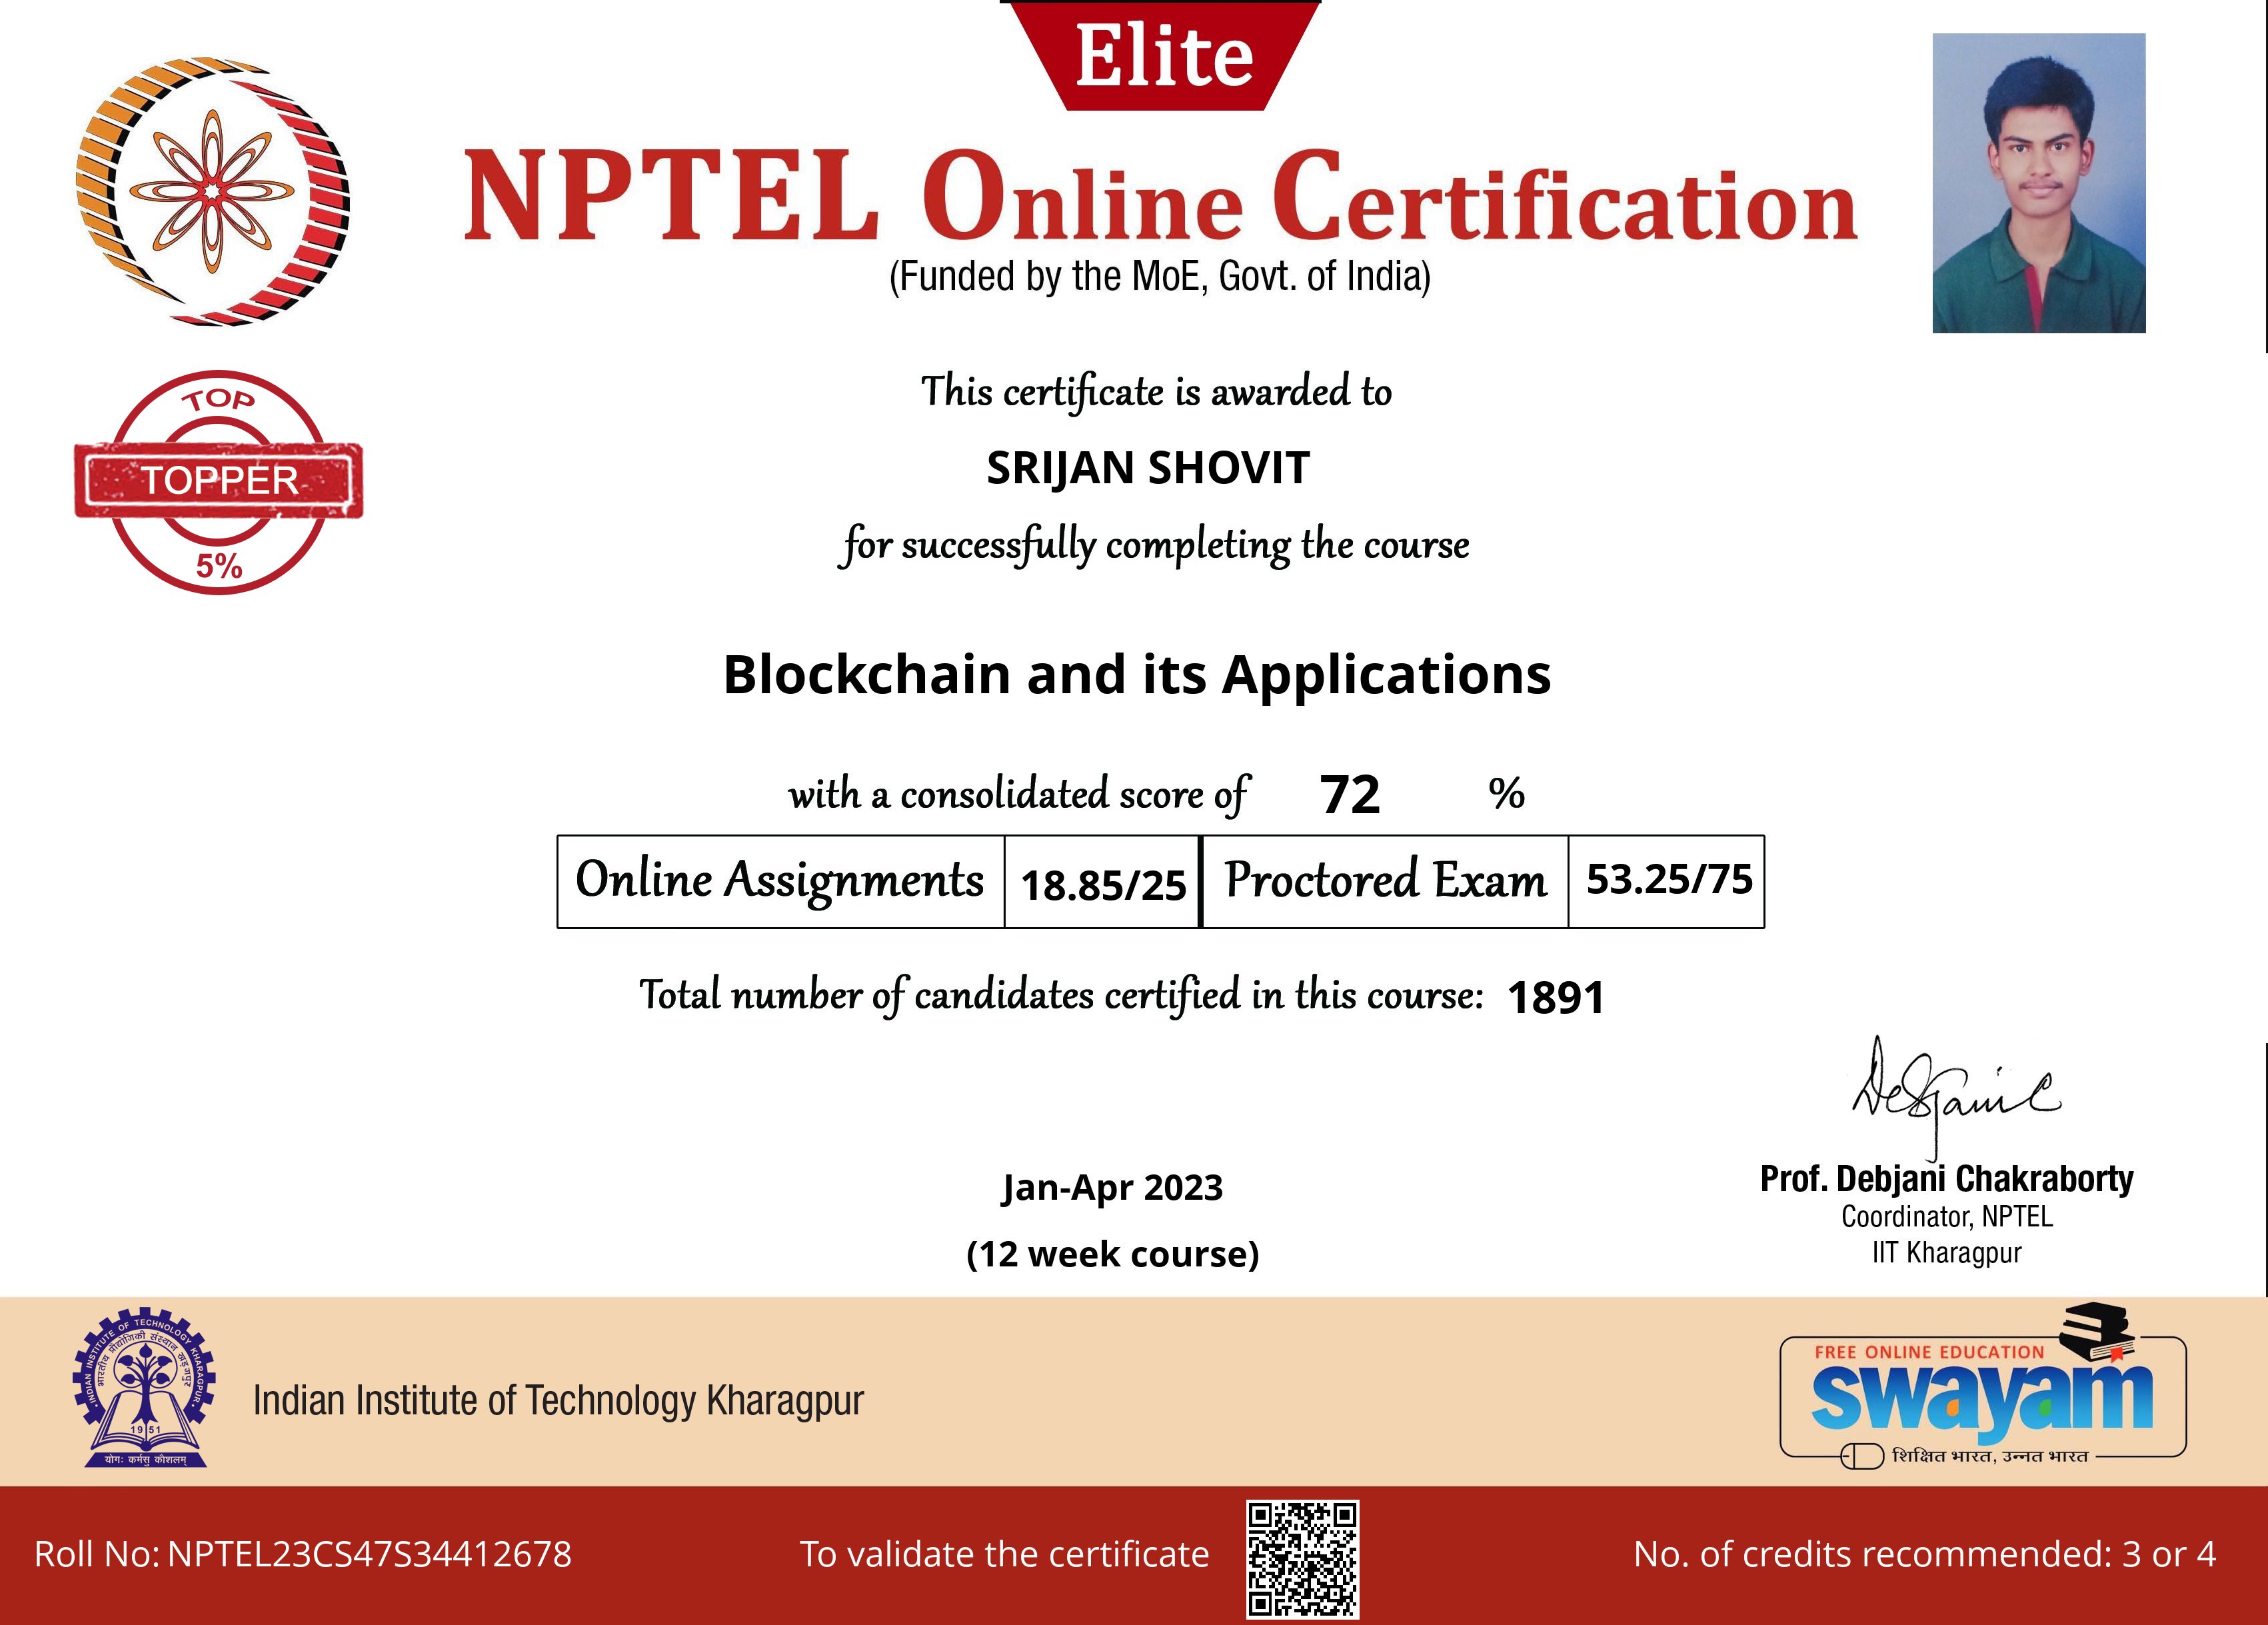 Elite
NPTEL Online Certification
(Funded by the MoE, Govt. of India)
This certificate is awarded to
TOP
TOPPER
5%
SRIJAN SHOVIT
for successfully completing the course
Blockchain and its Applications
with a consolidated score of 72 %
Online Assignments 18.85/25 Proctored Exam 53.25/75
Total number of candidates certified in this course: 1891
Debjani C
Prof. Debjani Chakraborty
Coordinator, NPTEL
IIT Kharagpur
Jan-Apr 2023
(12 week course)
INDIAN INSTITUTE OF TECHNOLOGY KHARAGPUR
भारतीय प्रौद्योगिकी संस्थान खड़गपुर
1951
योगः कर्मसु कौशलम्
Indian Institute of Technology Kharagpur
FREE ONLINE EDUCATION
swayam
शिक्षित भारत, उन्नत भारत
Roll No: NPTEL23CS47S34412678
To validate the certificate
No. of credits recommended: 3 or 4